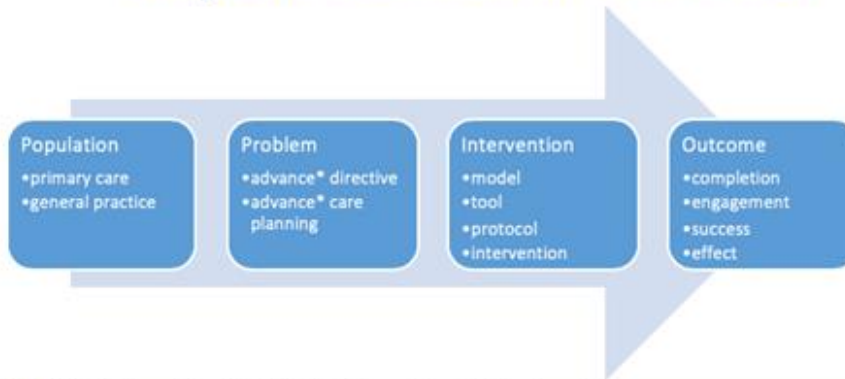 Population
•primary care
•general practice
Problem
•advance* directive
•advance* care
planning
Intervention
•model
•tool
•protocol
•intervention
Outcome
•completion
•engagement
•success
•effect